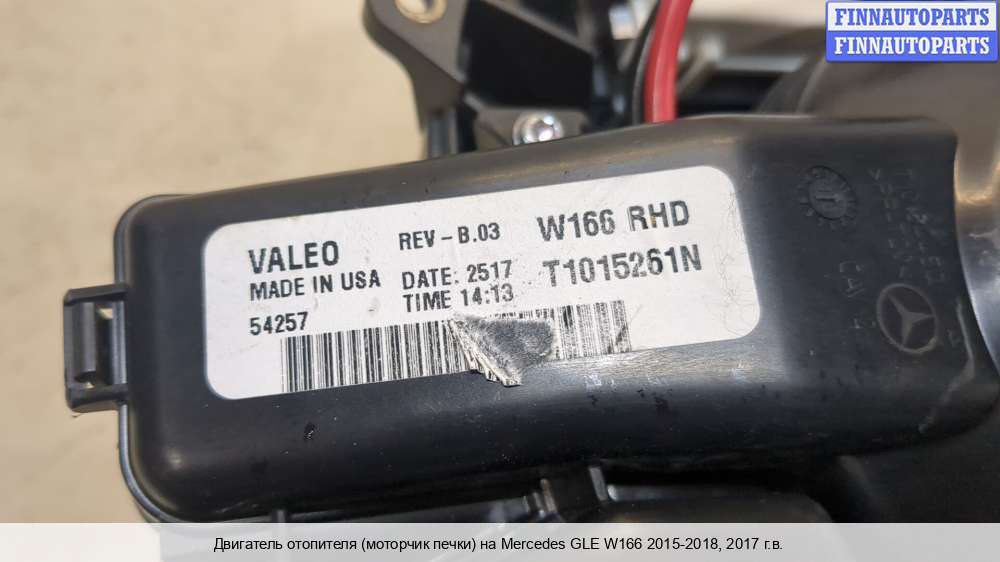 FINNAUTOPARTS
FINNAUTOPARTS
VALEO REV-B.03 W166 RHD
MADE IN USA DATE: 2517 T1015261N
TIME 14:13
54257
Двигатель отопителя (моторчик печки) на Mercedes GLE W166 2015-2018, 2017 г.в.